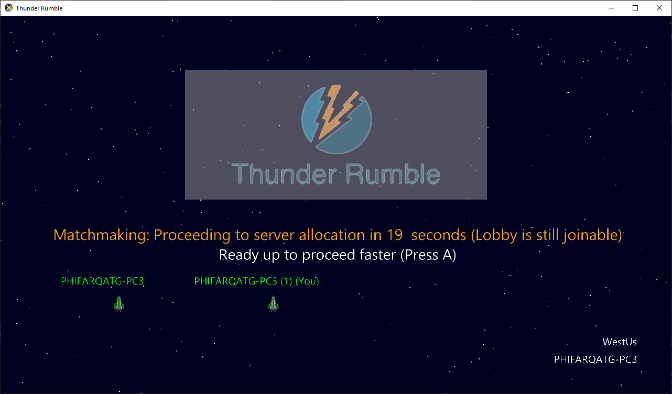 Thunder Rumble
Thunder Rumble
Matchmaking: Proceeding to server allocation in 19 seconds (Lobby is still joinable)
Ready up to proceed faster (Press A)
PHIFARQATG-PC3 PHIFARQATG-PC3 (1) (You)
WestUs
PHIFARQATG-PC3